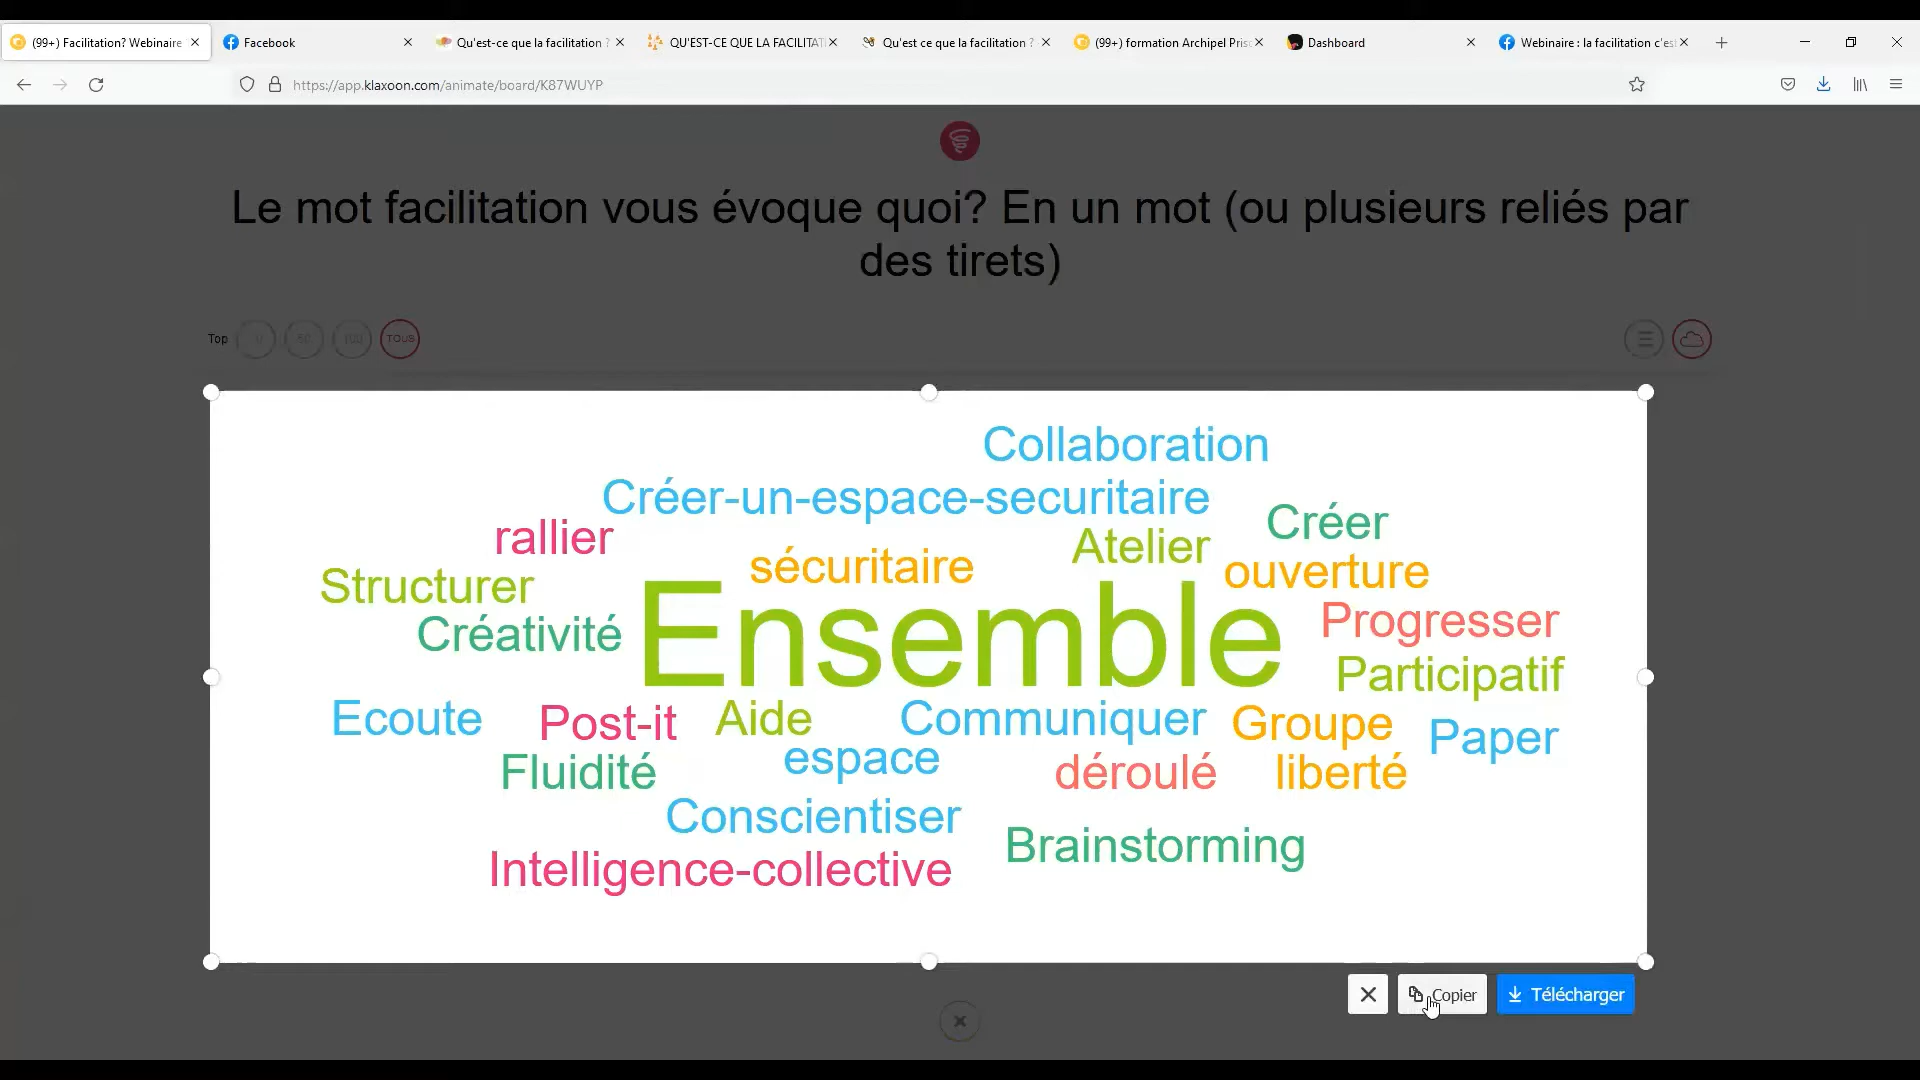 (99+) Facilitation? Webinaire
Facebook
Qu'est-ce que la facilitation ?
QU'EST-CE QUE LA FACILITAT
Qu'est ce que la facilitation ?
(99+) formation Archipel Pris
Dashboard
Webinaire : la facilitation c'es
https://app.klaxoon.com/animate/board/K87WUYP
Le mot facilitation vous évoque quoi? En un mot (ou plusieurs reliés par
des tirets)
Top
50
100
TOUS
Collaboration
Créer-un-espace-securitaire
Créer
rallier
Atelier
sécuritaire
ouverture
Structurer
Ensemble
Progresser
Créativité
Participatif
Ecoute
Post-it
Aide
Communiquer
Groupe
Paper
espace
Fluidité
déroulé
liberté
Conscientiser
Brainstorming
Intelligence-collective
Copier
Télécharger